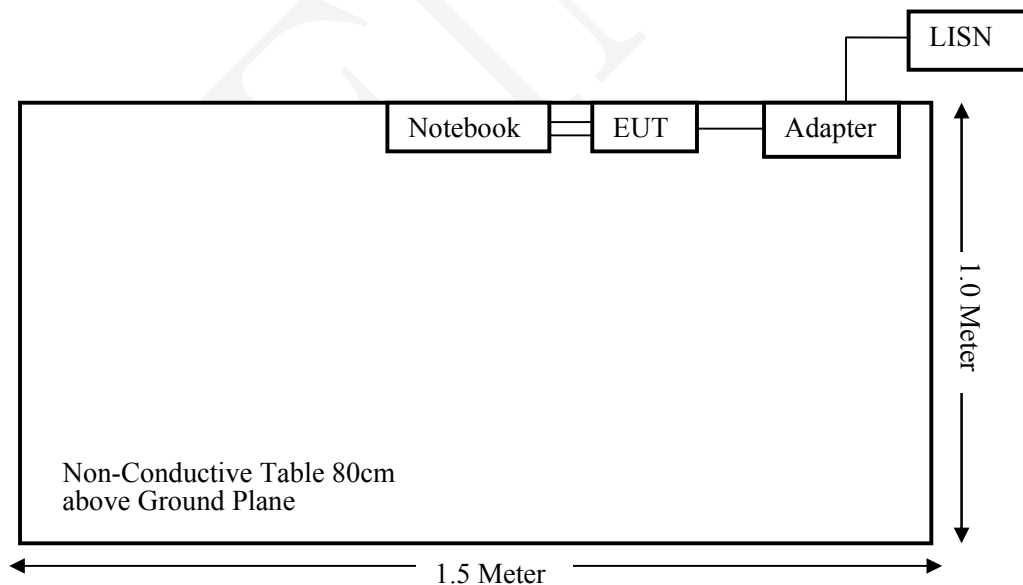 LISN
Notebook
EUT
Adapter
1.0 Meter
Non-Conductive Table 80cm
above Ground Plane
1.5 Meter